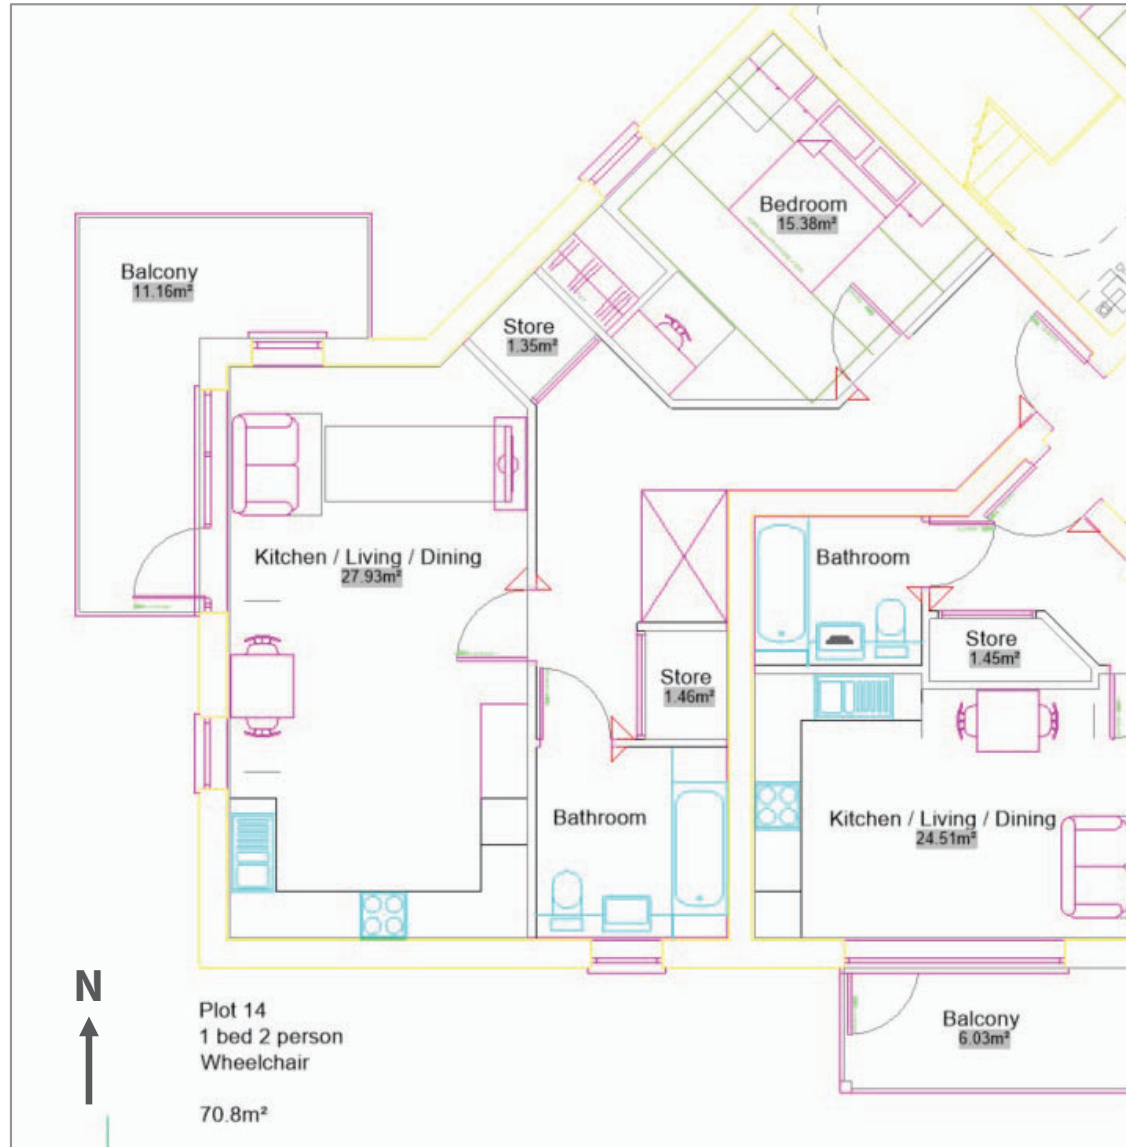 Bedroom
15.38m²
Balcony
11.16m²
Store
1.35m²
Kitchen / Living / Dining
27.93m²
Bathroom
Store
1.45m²
Store
1.46m²
Bathroom
Kitchen / Living / Dining
24.51m²
N
Plot 14
1 bed 2 person
Wheelchair
70.8m²
Balcony
6.03m²